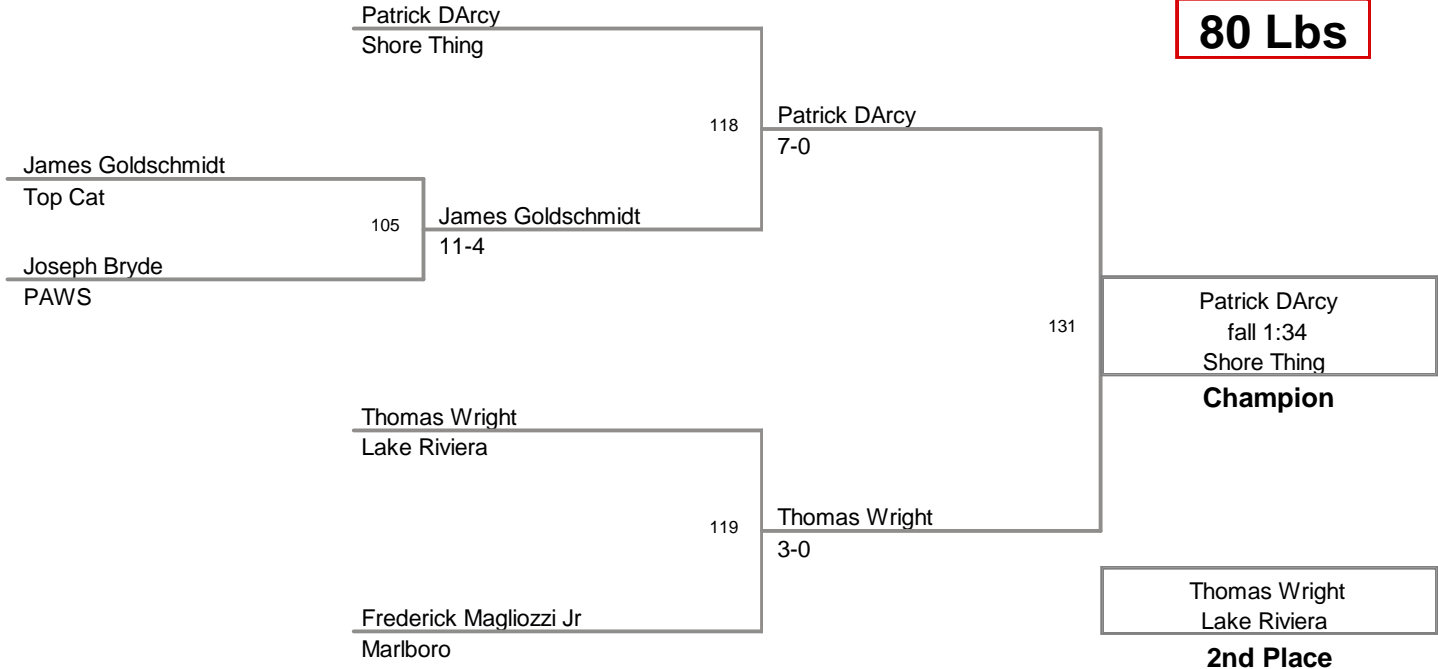 Patrick DArcy
Shore Thing
80 Lbs
118
Patrick DArcy
7-0
James Goldschmidt
Top Cat
105
James Goldschmidt
11-4
Joseph Bryde
PAWS
131
Patrick DArcy
fall 1:34
Shore Thing
Champion
Thomas Wright
Lake Riviera
119
Thomas Wright
3-0
Frederick Magliozzi Jr
Marlboro
Thomas Wright
Lake Riviera
2nd Place